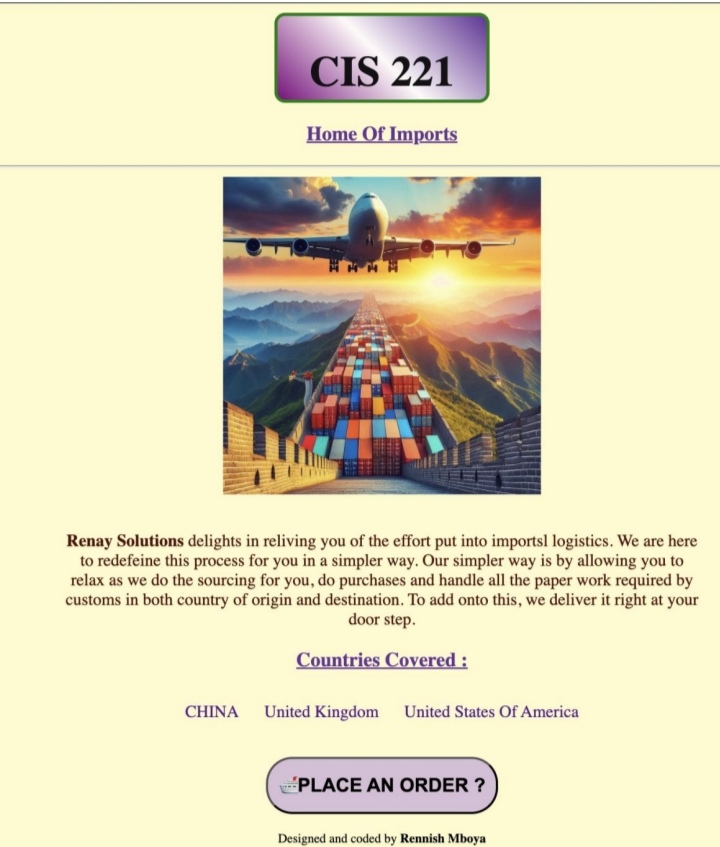 CIS 221
Home Of Imports
Renay Solutions delights in reliving you of the effort put into importsl logistics. We are here
to redefeine this process for you in a simpler way. Our simpler way is by allowing you to
relax as we do the sourcing for you, do purchases and handle all the paper work required by
customs in both country of origin and destination. To add onto this, we deliver it right at your
door step.
Countries Covered :
CHINA United Kingdom United States Of America
PLACE AN ORDER ?
Designed and coded by Rennish Mboya